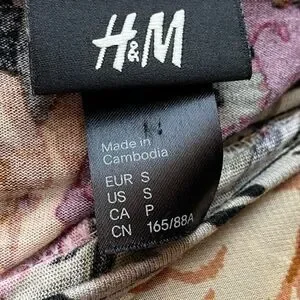 H&M
Made in
Cambodia
EUR S
US S
CA P
CN 165/88A